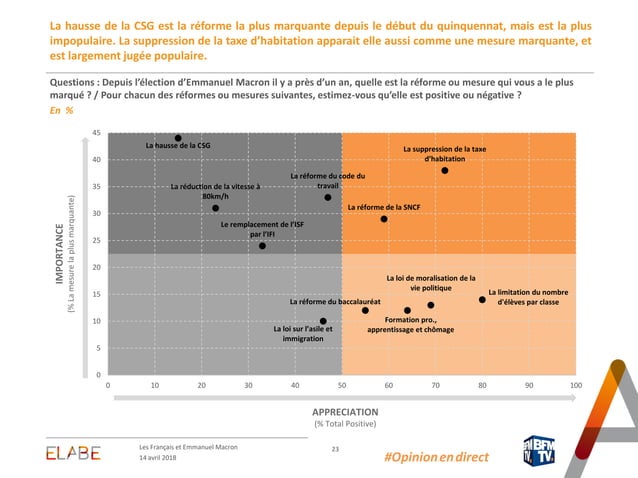 La hausse de la CSG est la réforme la plus marquante depuis le début du quinquennat, mais est la plus
impopulaire. La suppression de la taxe d’habitation apparait elle aussi comme une mesure marquante, et
est largement jugée populaire.
Questions : Depuis l’élection d’Emmanuel Macron il y a près d’un an, quelle est la réforme ou mesure qui vous a le plus
marqué ? / Pour chacun des réformes ou mesures suivantes, estimez-vous qu’elle est positive ou négative ?
En %
IMPORTANCE
(% La mesure la plus marquante)
45
40
35
30
25
20
15
10
5
0
La hausse de la CSG
La suppression de la taxe
d’habitation
La réforme du code du
travail
La réduction de la vitesse à
80km/h
La réforme de la SNCF
Le remplacement de l’ISF
par l’IFI
La loi de moralisation de la
vie politique
La limitation du nombre
d'élèves par classe
La réforme du baccalauréat
Formation pro.,
apprentissage et chômage
La loi sur l’asile et
immigration
0 10 20 30 40 50 60 70 80 90 100
APPRECIATION
(% Total Positive)
ELABE
Les Français et Emmanuel Macron
14 avril 2018
23
#Opinionendirect
BFM
TV.